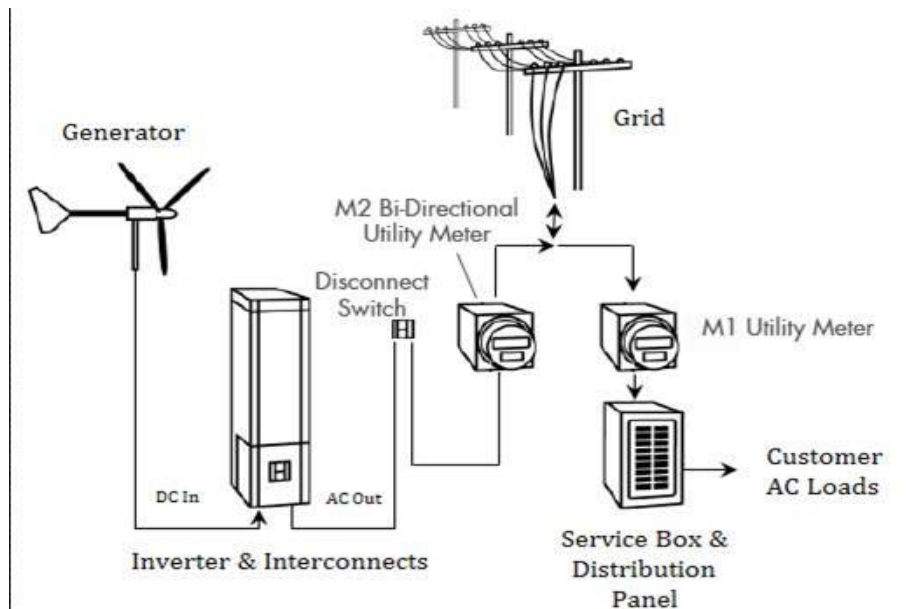 Grid
Generator
M2 Bi-Directional
Utility Meter
Disconnect
Switch
M1 Utility Meter
DC In
AC Out
Customer
AC Loads
Inverter & Interconnects
Service Box &
Distribution
Panel